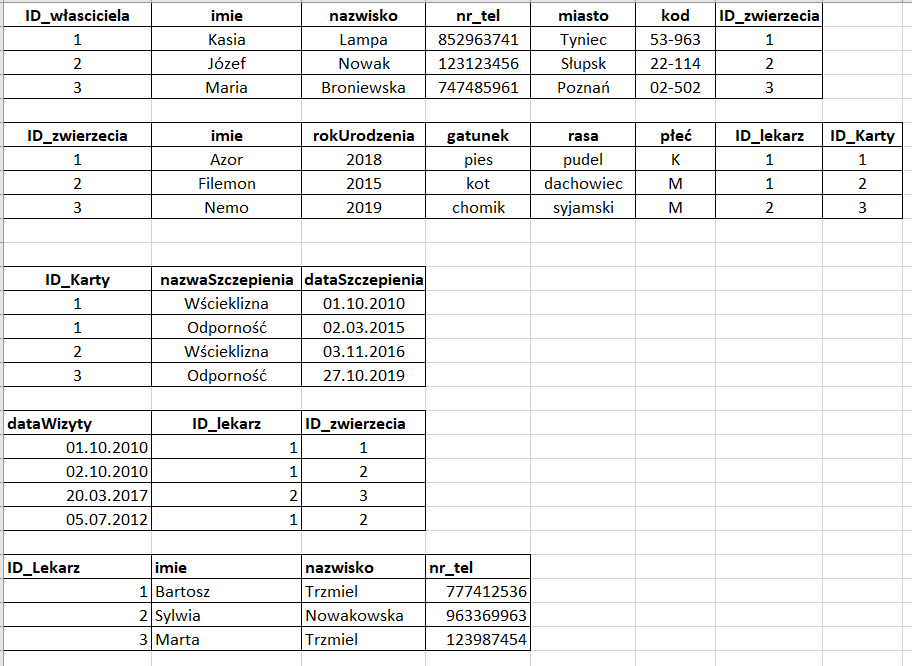 ID_własciciela imie nazwisko nr_tel miasto kod ID_zwierzecia
1 Kasia Lampa 852963741 Tyniec 53-963 1
2 Józef Nowak 123123456 Słupsk 22-114 2
3 Maria Broniewska 747485961 Poznań 02-502 3
ID_zwierzecia imie rokUrodzenia gatunek rasa płeć ID_lekarz ID_Karty
1 Azor 2018 pies pudel K 1 1
2 Filemon 2015 kot dachowiec M 1 2
3 Nemo 2019 chomik syjamski M 2 3
ID_Karty nazwaSzczepienia dataSzczepienia
1 Wścieklizna 01.10.2010
1 Odporność 02.03.2015
2 Wścieklizna 03.11.2016
3 Odporność 27.10.2019
dataWizyty ID_lekarz ID_zwierzecia
01.10.2010 1 1
02.10.2010 1 2
20.03.2017 2 3
05.07.2012 1 2
ID_Lekarz imie nazwisko nr_tel
1 Bartosz Trzmiel 777412536
2 Sylwia Nowakowska 963369963
3 Marta Trzmiel 123987454